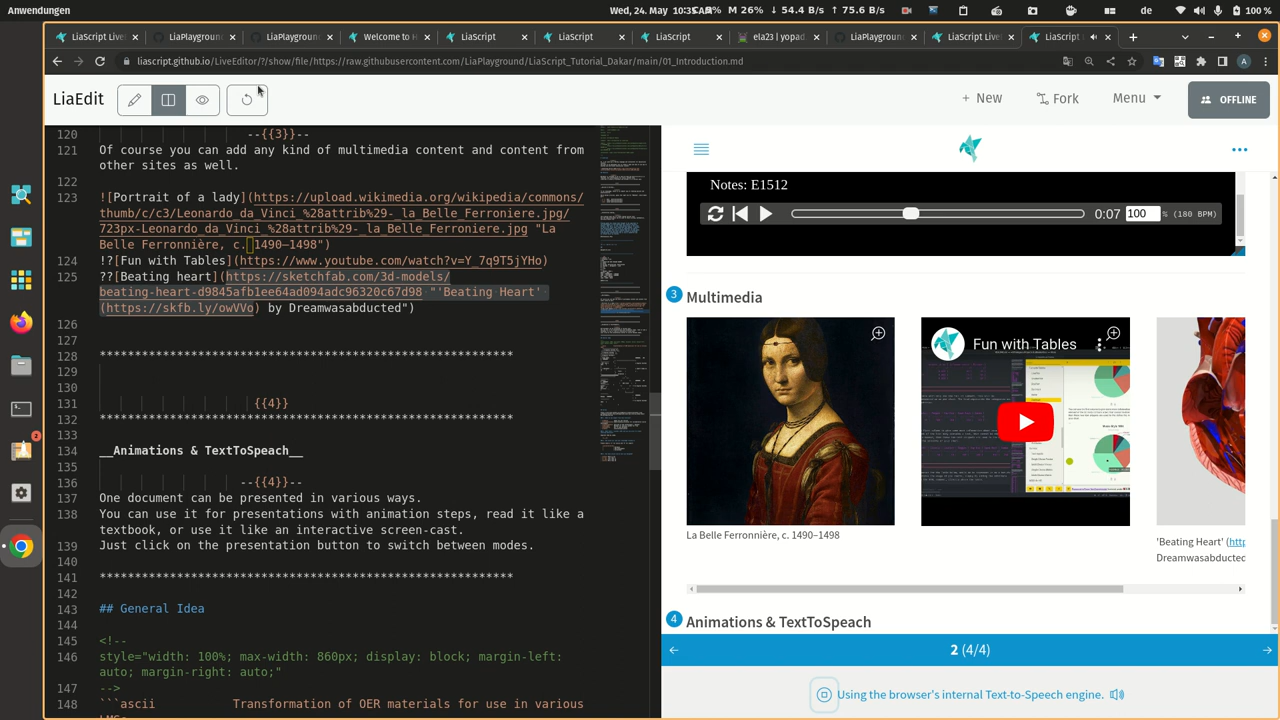 Anwendungen
Wed, 24. May 10:35
M 26% ↓ 54.4 B/s ↑ 75.6 B/s
de
100 %
LiaScript Live
LiaPlayground
LiaPlayground
Welcome to H
LiaScript
LiaScript
LiaScript
ela23 | yopad.
LiaPlayground
LiaScript Live
LiaScript L
liascript.github.io/LiveEditor/?/show/file/https://raw.githubusercontent.com/LiaPlayground/LiaScript_Tutorial_Dakar/main/01_Introduction.md
A
LiaEdit
+ New
Fork
Menu
OFFLINE
120 --{{3}}--
121 Of course you can add any kind of multimedia content and content from
other sites as well.
122
123 ![Portrait of a lady](https://upload.wikimedia.org/wikipedia/commons/
thumb/c/c3/Leonardo_da_Vinci_%28attrib%29-_la_Belle_Ferroniere.jpg/
723px-Leonardo_da_Vinci_%28attrib%29-_la_Belle_Ferroniere.jpg "La
Belle Ferronnière, c. 1490–1498")
124 !?[Fun with Tables](https://www.youtube.com/watch?v=Y_7q9T5jYHo)
125 ??[Beating Heart](https://sketchfab.com/3d-models/
beating-heart-d9845afb1ee64ad094adc96320c67d98 "'Beating Heart'
(https://skfb.ly/owVVo) by Dreamwasabducted")
126
127
128 ***********************************************************
129
130
131 {{4}}
132 ***********************************************************
133
134 __Animation & TexttoSpeach__
135
136 --{{4}}--
137 One document can be presented in various ways.
138 You can use it for presentations with animation steps, read it like a
textbook, or use it like an interactive screen-cast.
139 Just click on the presentation button to switch between modes.
140
141 ***********************************************************
142
143 ## General Idea
144
145 <!--
146 style="width: 100%; max-width: 860px; display: block; margin-left:
auto; margin-right: auto;"
147 -->
148 ```ascii Transformation of OER materials for use in various
Notes: E1512
0:07 100 % (180 BPM)
3 Multimedia
Fun with Tables
La Belle Ferronnière, c. 1490–1498
'Beating Heart' (http
Dreamwasabducted
4 Animations & TextToSpeach
2 (4/4)
Using the browser's internal Text-to-Speech engine.